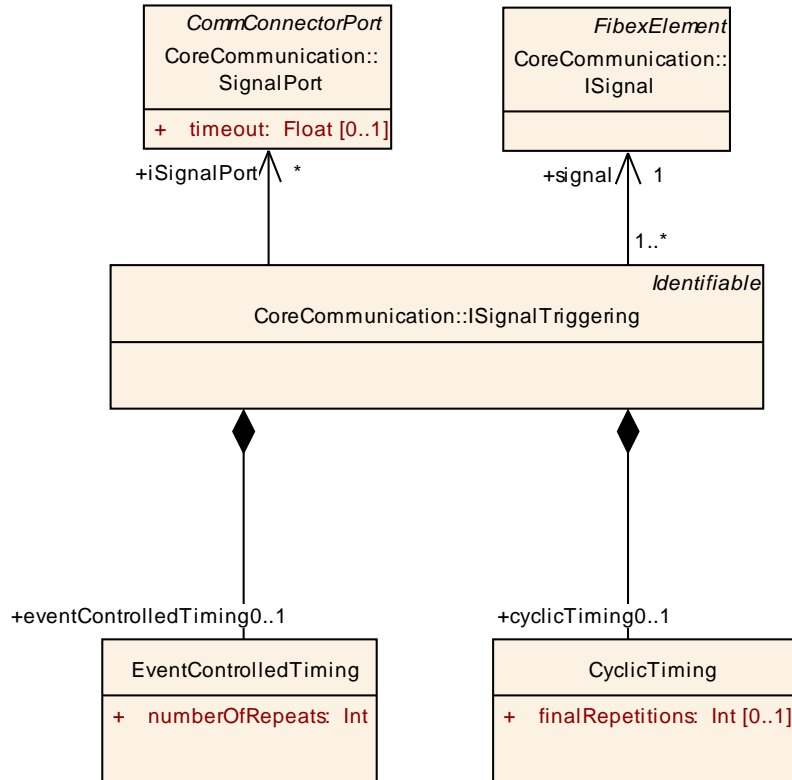 CommConnectorPort
CoreCommunication::
SignalPort
+ timeout: Float [0..1]
FibexElement
CoreCommunication::
ISignal
+iSignalPort *
+signal 1
1..*
Identifiable
CoreCommunication::ISignalTriggering
+eventControlledTiming0..1
+cyclicTiming0..1
EventControlledTiming
+ numberOfRepeats: Int
CyclicTiming
+ finalRepetitions: Int [0..1]